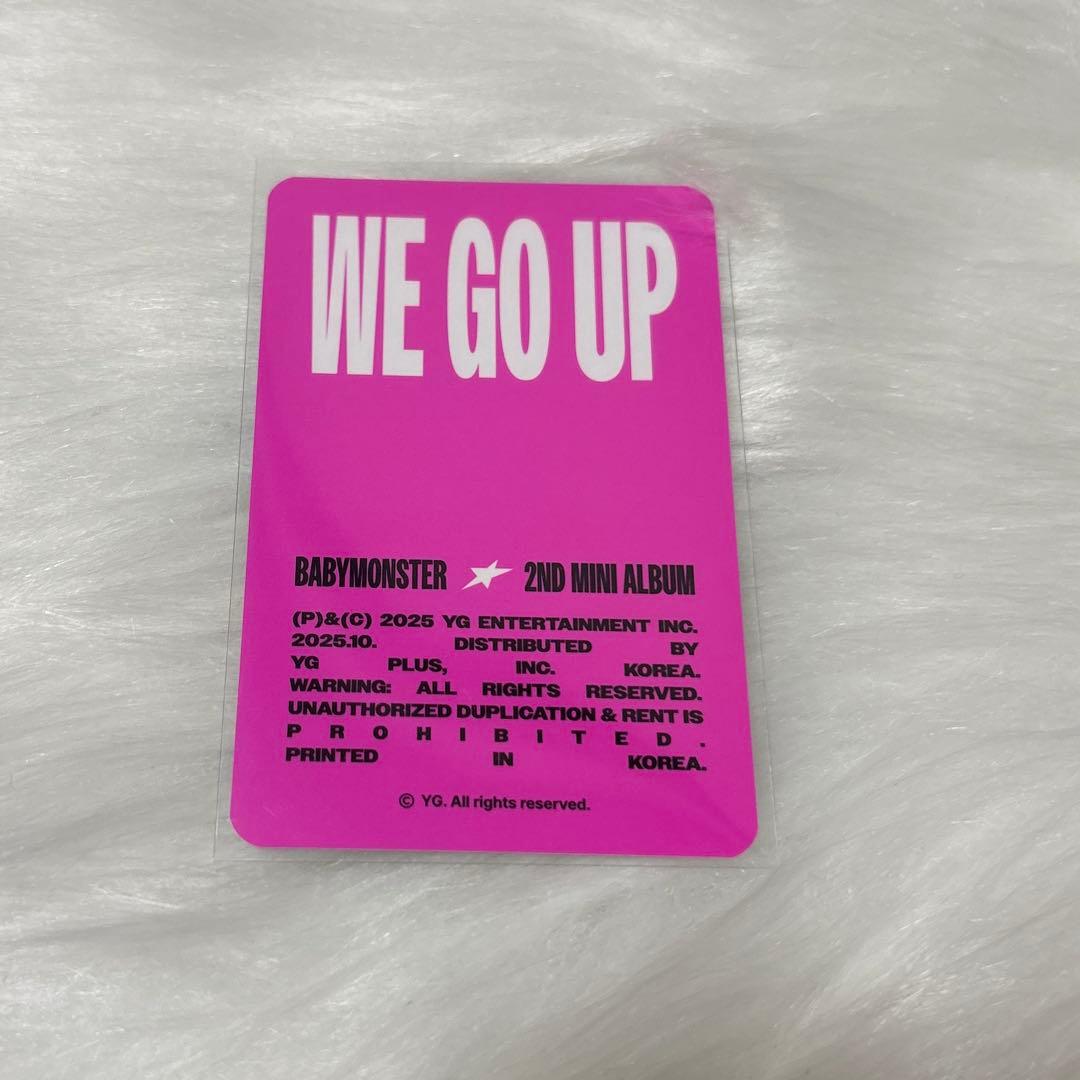 WE GO UP
BABYMONSTER 2ND MINI ALBUM
(P)&(C) 2025 YG ENTERTAINMENT INC.
2025.10. DISTRIBUTED BY
YG PLUS, INC. KOREA.
WARNING: ALL RIGHTS RESERVED.
UNAUTHORIZED DUPLICATION & RENT IS
PROHIBITED.
PRINTED IN KOREA.
© YG. All rights reserved.